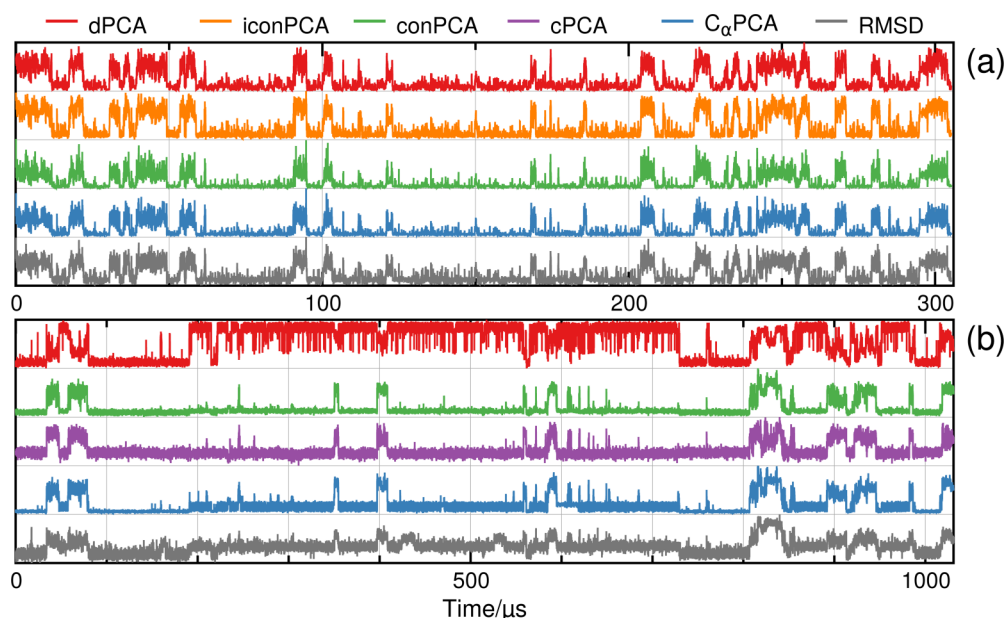 dPCA iconPCA conPCA cPCA CαPCA RMSD
(a)
0 100 200 300
(b)
0 500 1000
Time/μs